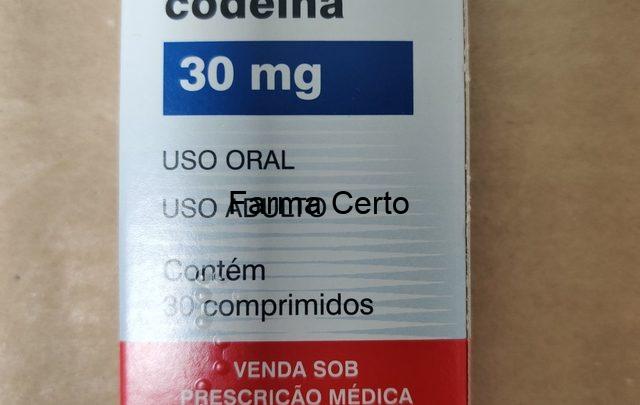 codeína
30 mg
USO ORAL
USO ADULTO
Farma Certo
Contém
30 comprimidos
VENDA SOB
PRESCRIÇÃO MÉDICA